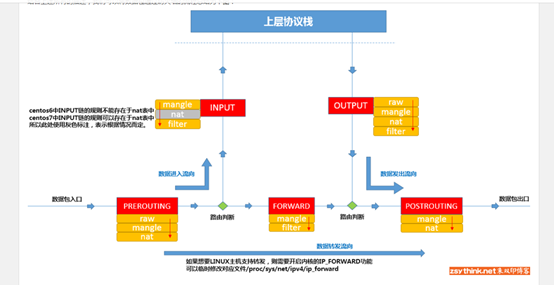 上层协议栈
centos6中INPUT链的规则不能存在于nat表中
centos7中INPUT链的规则可以存在于nat表中
所以此处使用灰色标注，表示根据情况而定。
mangle
nat
filter
INPUT
OUTPUT
raw
mangle
nat
filter
数据进入流向
数据发出流向
数据包入口
PREROUTING
raw
mangle
nat
路由判断
FORWARD
mangle
filter
路由判断
POSTROUTING
mangle
nat
数据包出口
数据转发流向
如果想要LINUX主机支持转发，则需要开启内核的IP_FORWARD功能
可以临时修改对应文件/proc/sys/net/ipv4/ip_forward
zsythink.net朱双印博客